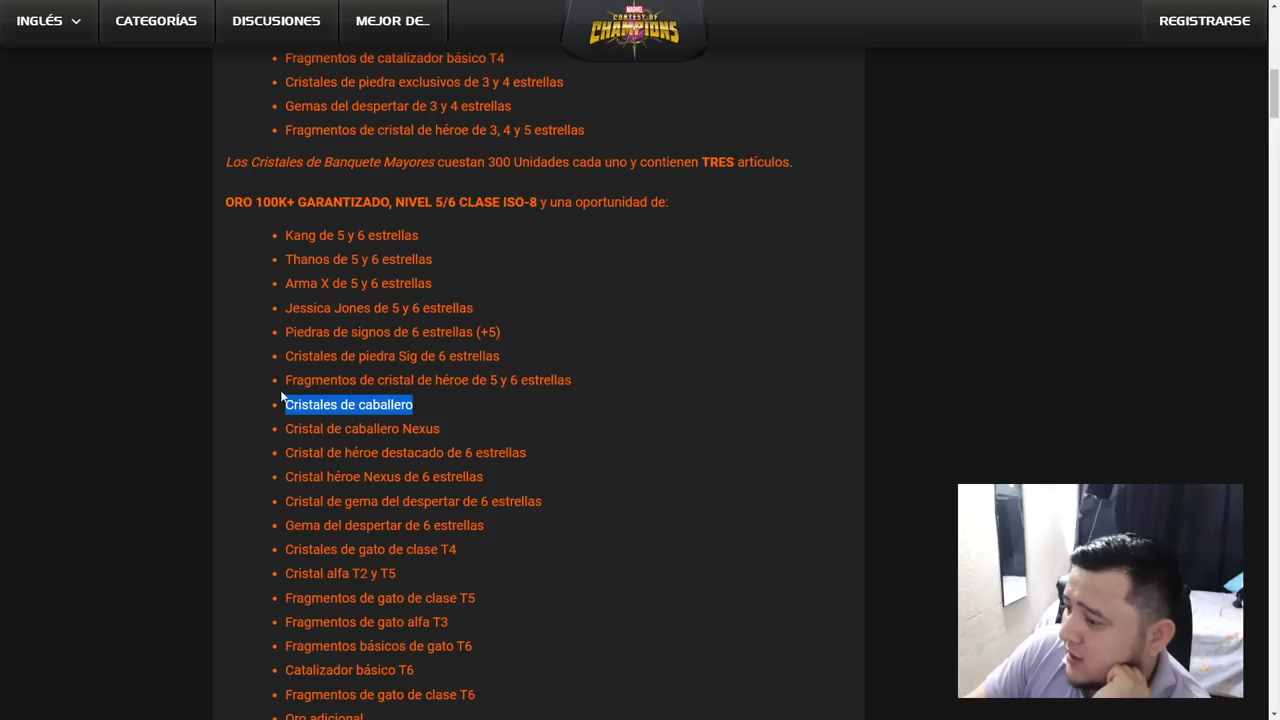 INGLÉS
CATEGORÍAS
DISCUSIONES
MEJOR DE...
MARVEL
CONTEST OF
CHAMPIONS
REGISTRARSE
Fragmentos de catalizador básico T4
Cristales de piedra exclusivos de 3 y 4 estrellas
Gemas del despertar de 3 y 4 estrellas
Fragmentos de cristal de héroe de 3, 4 y 5 estrellas
Los Cristales de Banquete Mayores cuestan 300 Unidades cada uno y contienen TRES artículos.
ORO 100K+ GARANTIZADO, NIVEL 5/6 CLASE ISO-8 y una oportunidad de:
Kang de 5 y 6 estrellas
Thanos de 5 y 6 estrellas
Arma X de 5 y 6 estrellas
Jessica Jones de 5 y 6 estrellas
Piedras de signos de 6 estrellas (+5)
Cristales de piedra Sig de 6 estrellas
Fragmentos de cristal de héroe de 5 y 6 estrellas
Cristales de caballero
Cristal de caballero Nexus
Cristal de héroe destacado de 6 estrellas
Cristal héroe Nexus de 6 estrellas
Cristal de gema del despertar de 6 estrellas
Gema del despertar de 6 estrellas
Cristales de gato de clase T4
Cristal alfa T2 y T5
Fragmentos de gato de clase T5
Fragmentos de gato alfa T3
Fragmentos básicos de gato T6
Catalizador básico T6
Fragmentos de gato de clase T6
Oro adicional